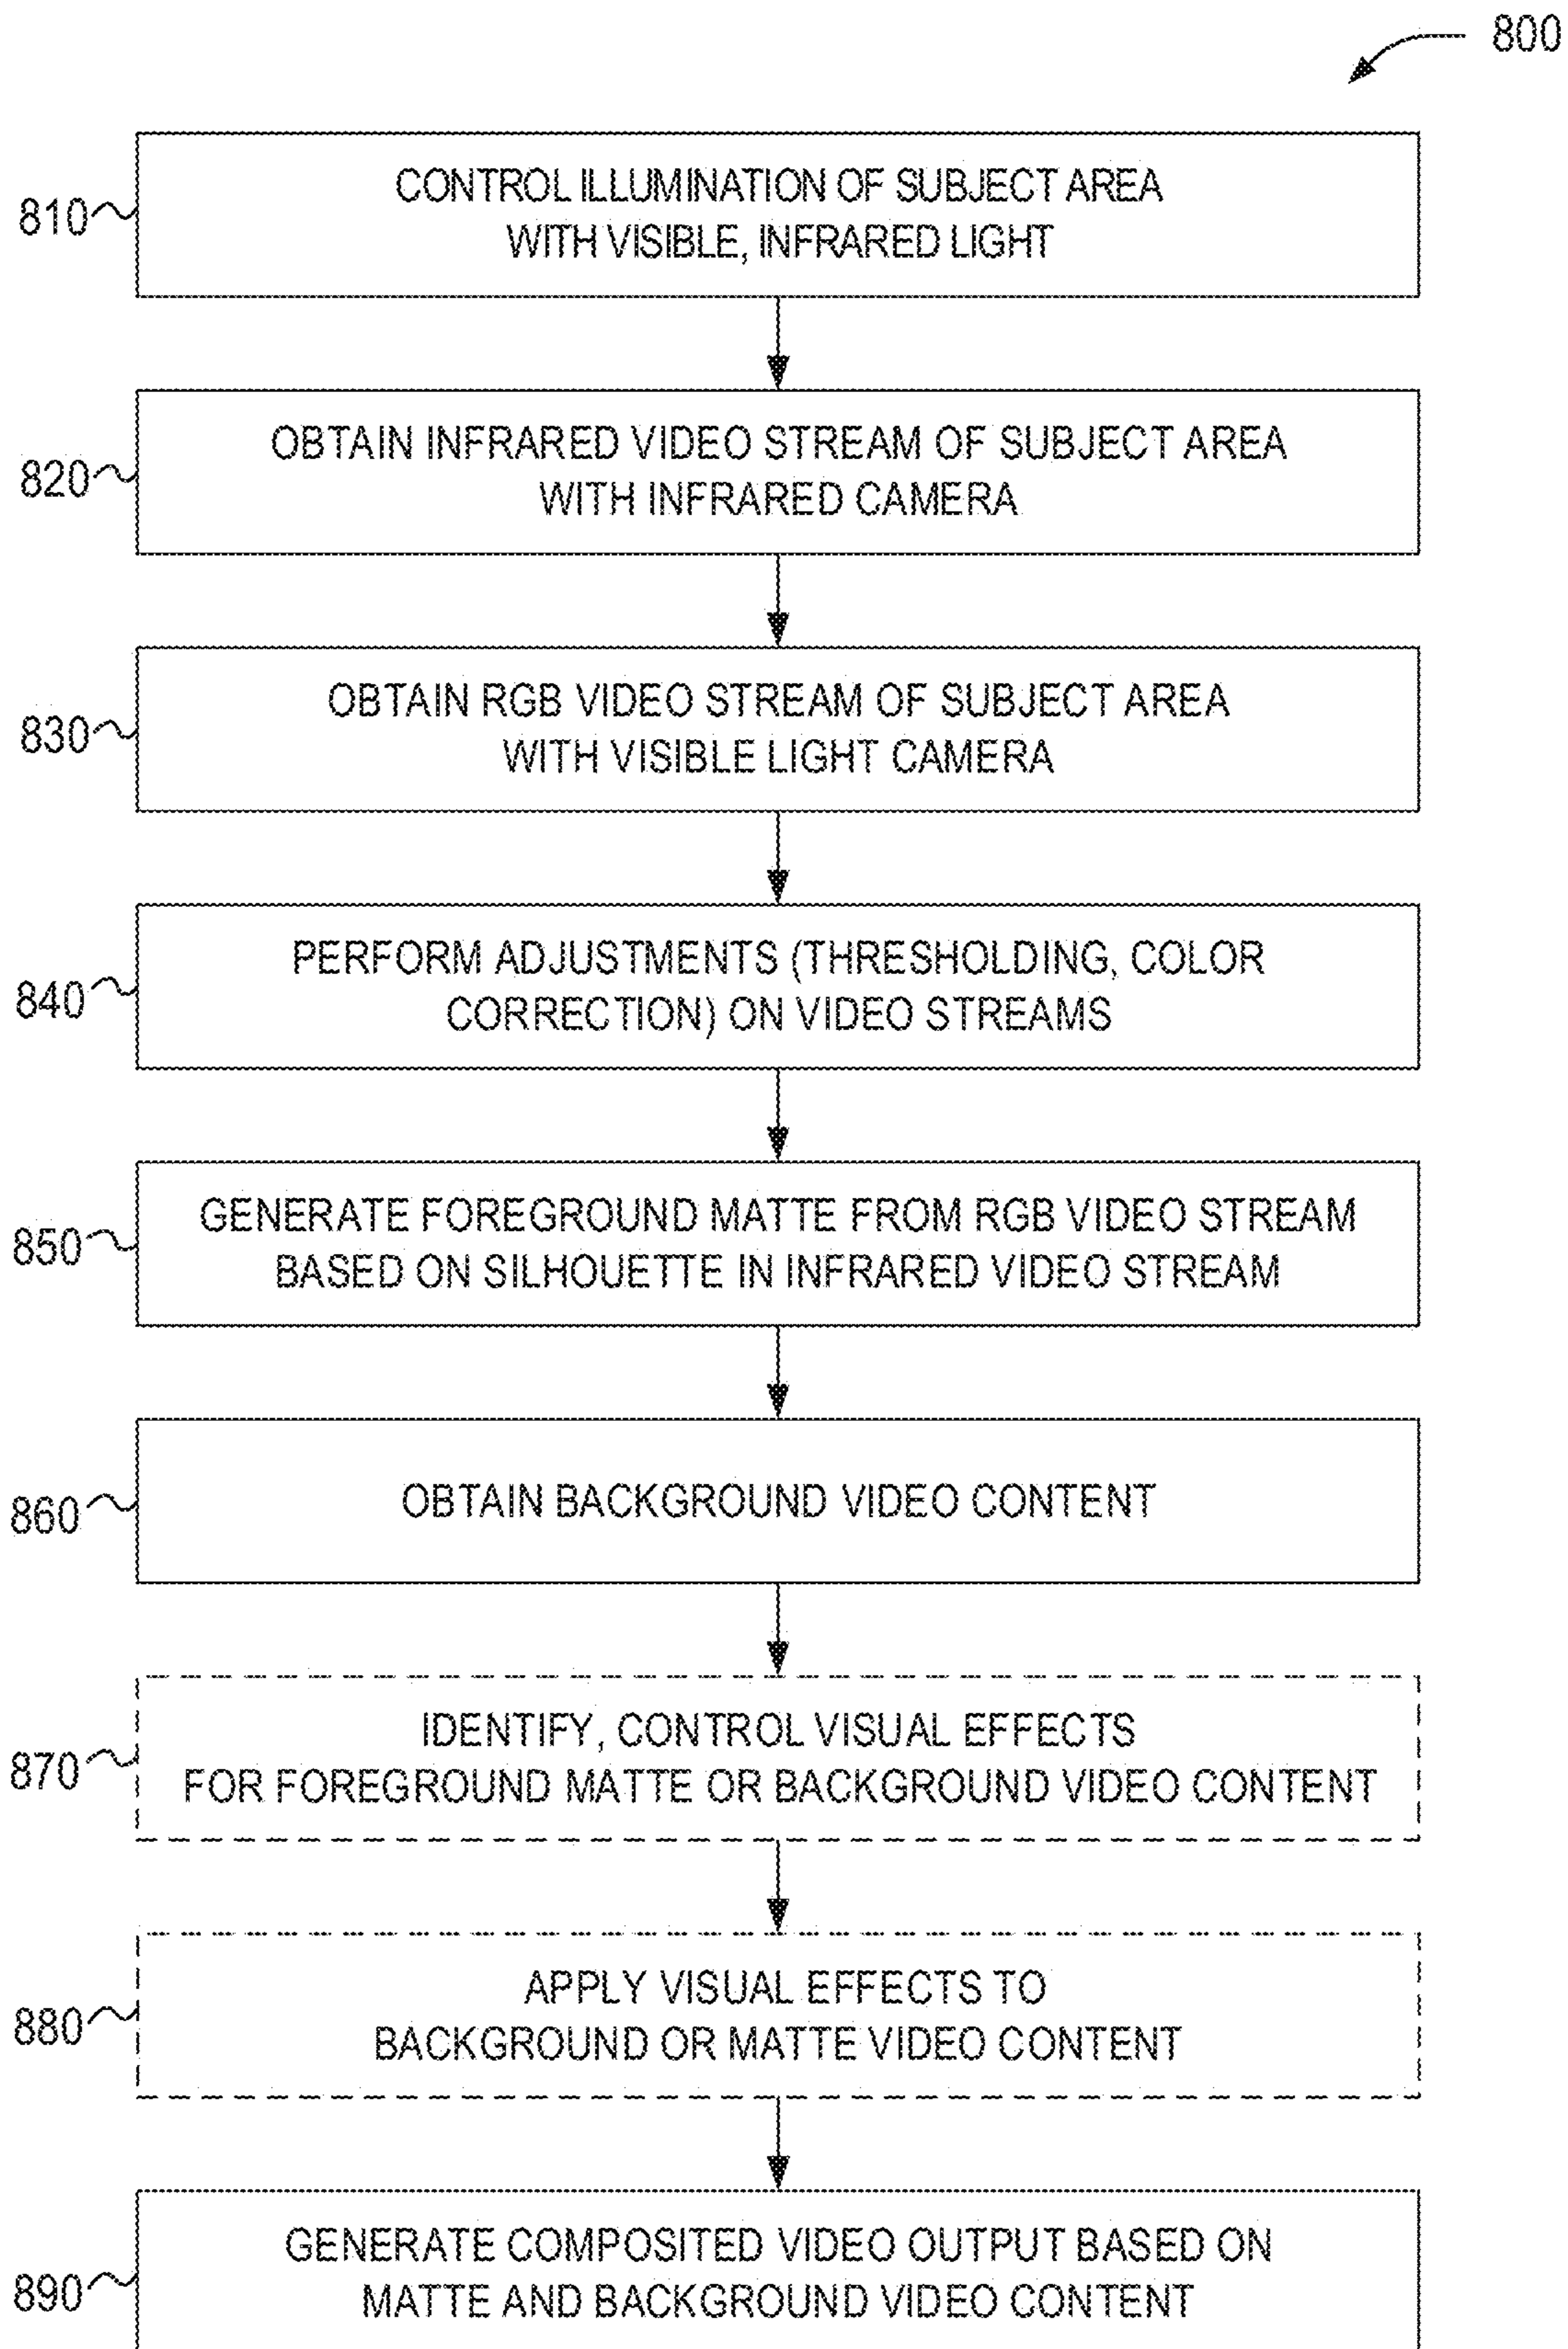 800
810
CONTROL ILLUMINATION OF SUBJECT AREA
WITH VISIBLE, INFRARED LIGHT
820
OBTAIN INFRARED VIDEO STREAM OF SUBJECT AREA
WITH INFRARED CAMERA
830
OBTAIN RGB VIDEO STREAM OF SUBJECT AREA
WITH VISIBLE LIGHT CAMERA
840
PERFORM ADJUSTMENTS (THRESHOLDING, COLOR
CORRECTION) ON VIDEO STREAMS
850
GENERATE FOREGROUND MATTE FROM RGB VIDEO STREAM
BASED ON SILHOUETTE IN INFRARED VIDEO STREAM
860
OBTAIN BACKGROUND VIDEO CONTENT
870
IDENTIFY, CONTROL VISUAL EFFECTS
FOR FOREGROUND MATTE OR BACKGROUND VIDEO CONTENT
880
APPLY VISUAL EFFECTS TO
BACKGROUND OR MATTE VIDEO CONTENT
890
GENERATE COMPOSITED VIDEO OUTPUT BASED ON
MATTE AND BACKGROUND VIDEO CONTENT